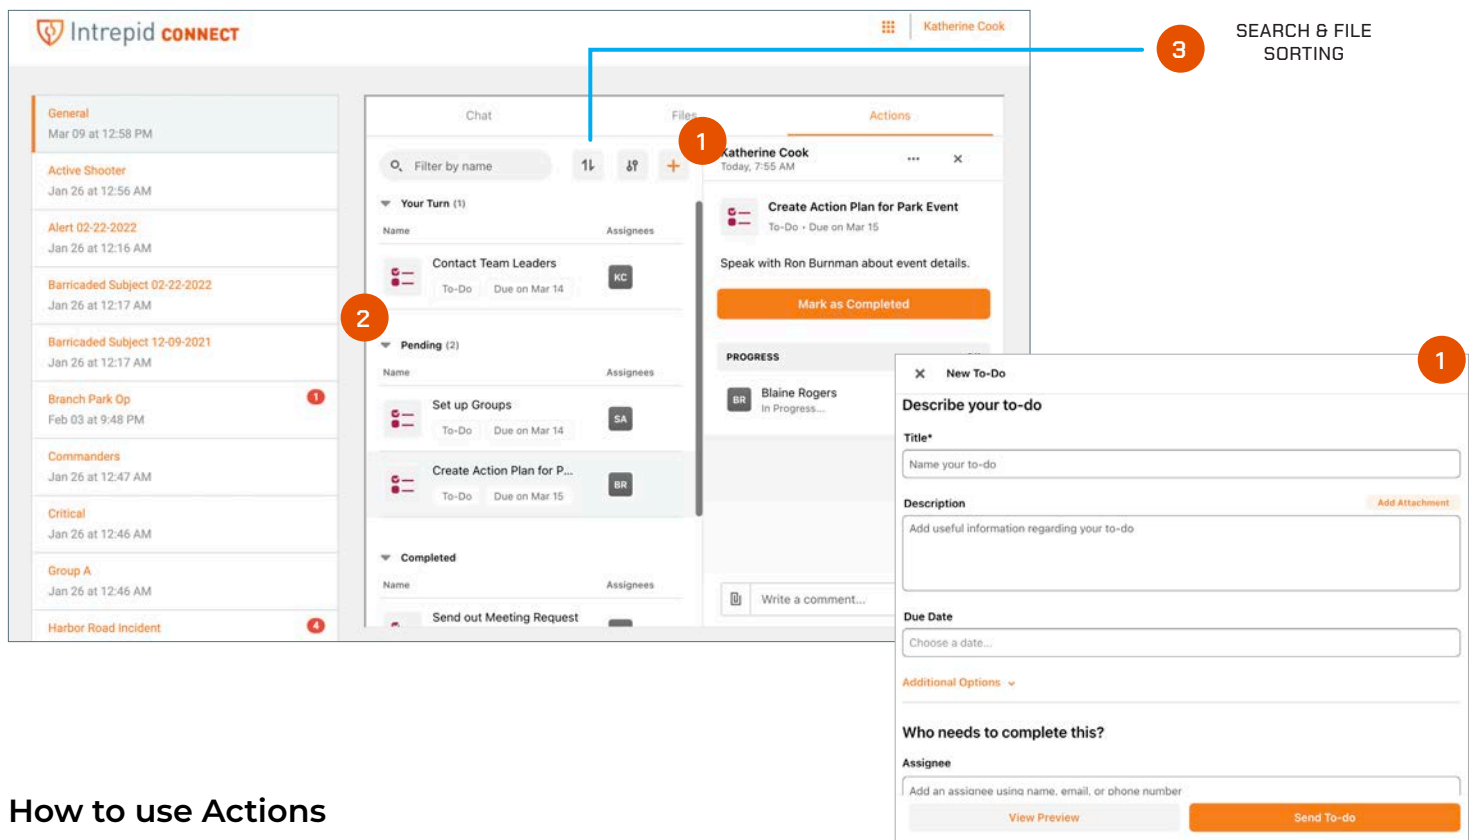 Intrepid CONNECT
Katherine Cook
3
SEARCH & FILE
SORTING
General
Mar 09 at 12:58 PM
Active Shooter
Jan 26 at 12:56 AM
Alert 02-22-2022
Jan 26 at 12:16 AM
Barricaded Subject 02-22-2022
Jan 26 at 12:17 AM
Barricaded Subject 12-09-2021
Jan 26 at 12:17 AM
Branch Park Op
1
Feb 03 at 9:48 PM
Commanders
Jan 26 at 12:47 AM
Critical
Jan 26 at 12:46 AM
Group A
Jan 26 at 12:46 AM
Harbor Road Incident
4
Chat
Files
Actions
1
Filter by name
Your Turn (1)
Name
Assignees
Contact Team Leaders
To-Do
Due on Mar 14
KC
2
Pending (2)
Name
Assignees
Set up Groups
To-Do
Due on Mar 14
SA
Create Action Plan for P...
To-Do
Due on Mar 15
BR
Completed
Name
Assignees
Send out Meeting Request
Katherine Cook
Today, 7:55 AM
Create Action Plan for Park Event
To-Do • Due on Mar 15
Speak with Ron Burnman about event details.
Mark as Completed
PROGRESS
BR
Blaine Rogers
In Progress...
Write a comment...
1
New To-Do
Describe your to-do
Title*
Name your to-do
Description
Add Attachment
Add useful information regarding your to-do
Due Date
Choose a date...
Additional Options
Who needs to complete this?
Assignee
Add an assignee using name, email, or phone number
View Preview
Send To-do
How to use Actions